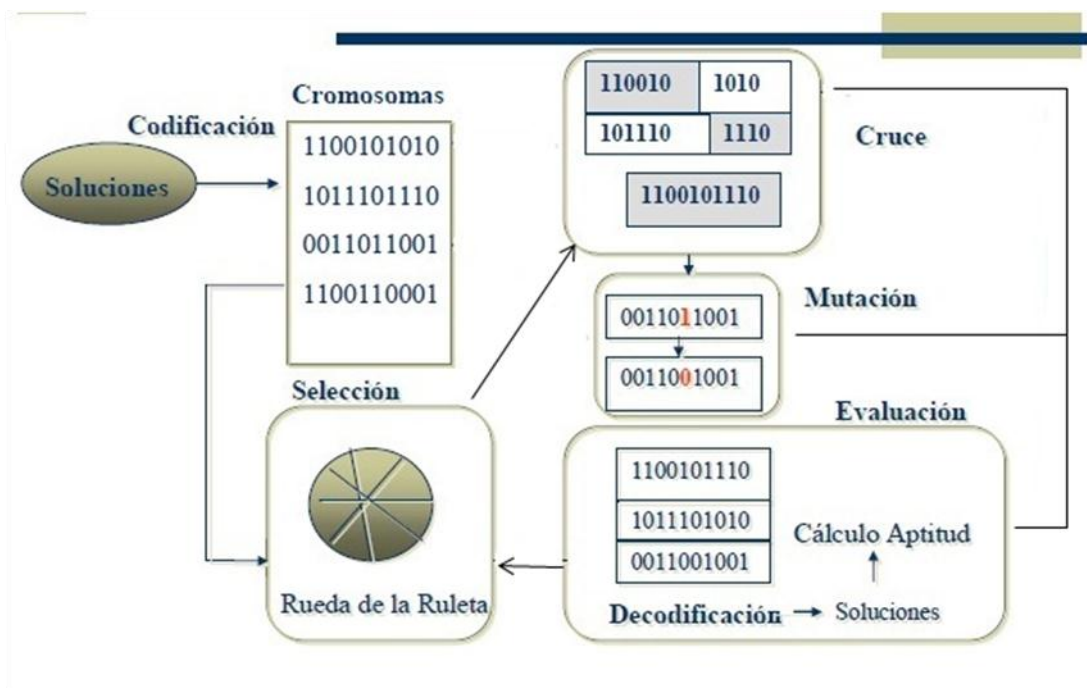 Codificación
Soluciones
Cromosomas
1100101010
1011101110
0011011001
1100110001
Selección
Rueda de la Ruleta
110010 1010
101110 1110
1100101110
Cruce
Mutación
0011011001
0011001001
Evaluación
1100101110
1011101010
0011001001
Cálculo Aptitud
Decodificación Soluciones